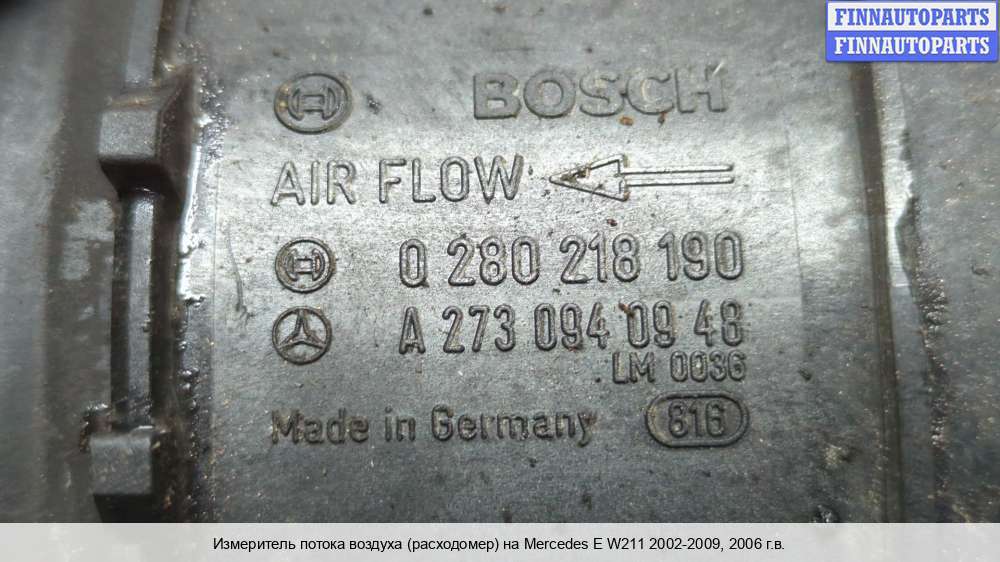 FINNAUTOPARTS
FINNAUTOPARTS
BOSCH
AIR FLOW
0 280 218 190
A 273 094 09 48
LM 0036
Made in Germany 816
Измеритель потока воздуха (расходомер) на Mercedes E W211 2002-2009, 2006 г.в.